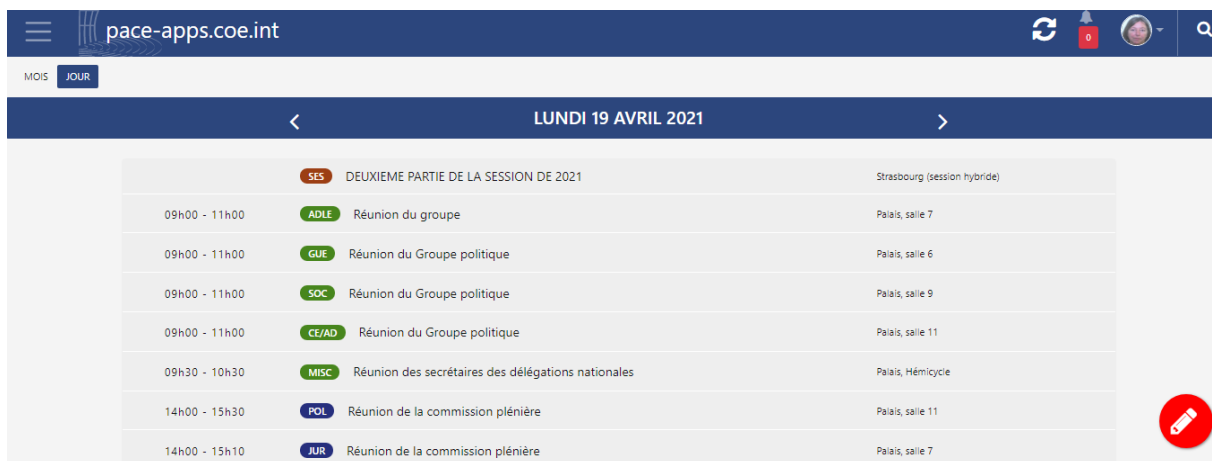 pace-apps.coe.int
0
MOIS JOUR
LUNDI 19 AVRIL 2021
SES DEUXIEME PARTIE DE LA SESSION DE 2021 Strasbourg (session hybride)
09h00 - 11h00 ADLE Réunion du groupe Palais, salle 7
09h00 - 11h00 GUE Réunion du Groupe politique Palais, salle 6
09h00 - 11h00 SOC Réunion du Groupe politique Palais, salle 9
09h00 - 11h00 CE/AD Réunion du Groupe politique Palais, salle 11
09h30 - 10h30 MISC Réunion des secrétaires des délégations nationales Palais, Hémicycle
14h00 - 15h30 POL Réunion de la commission plénière Palais, salle 11
14h00 - 15h10 JUR Réunion de la commission plénière Palais, salle 7